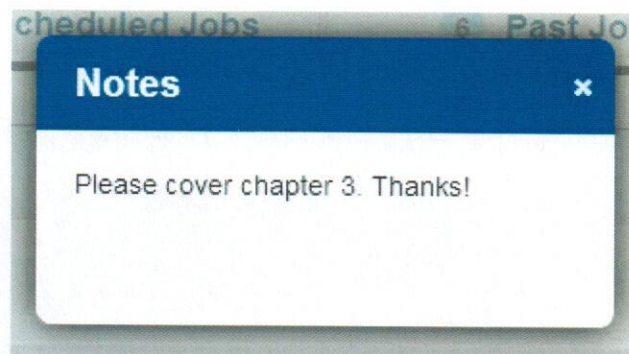 cheduled Jobs 6 Past Jo
Notes ×
Please cover chapter 3. Thanks!